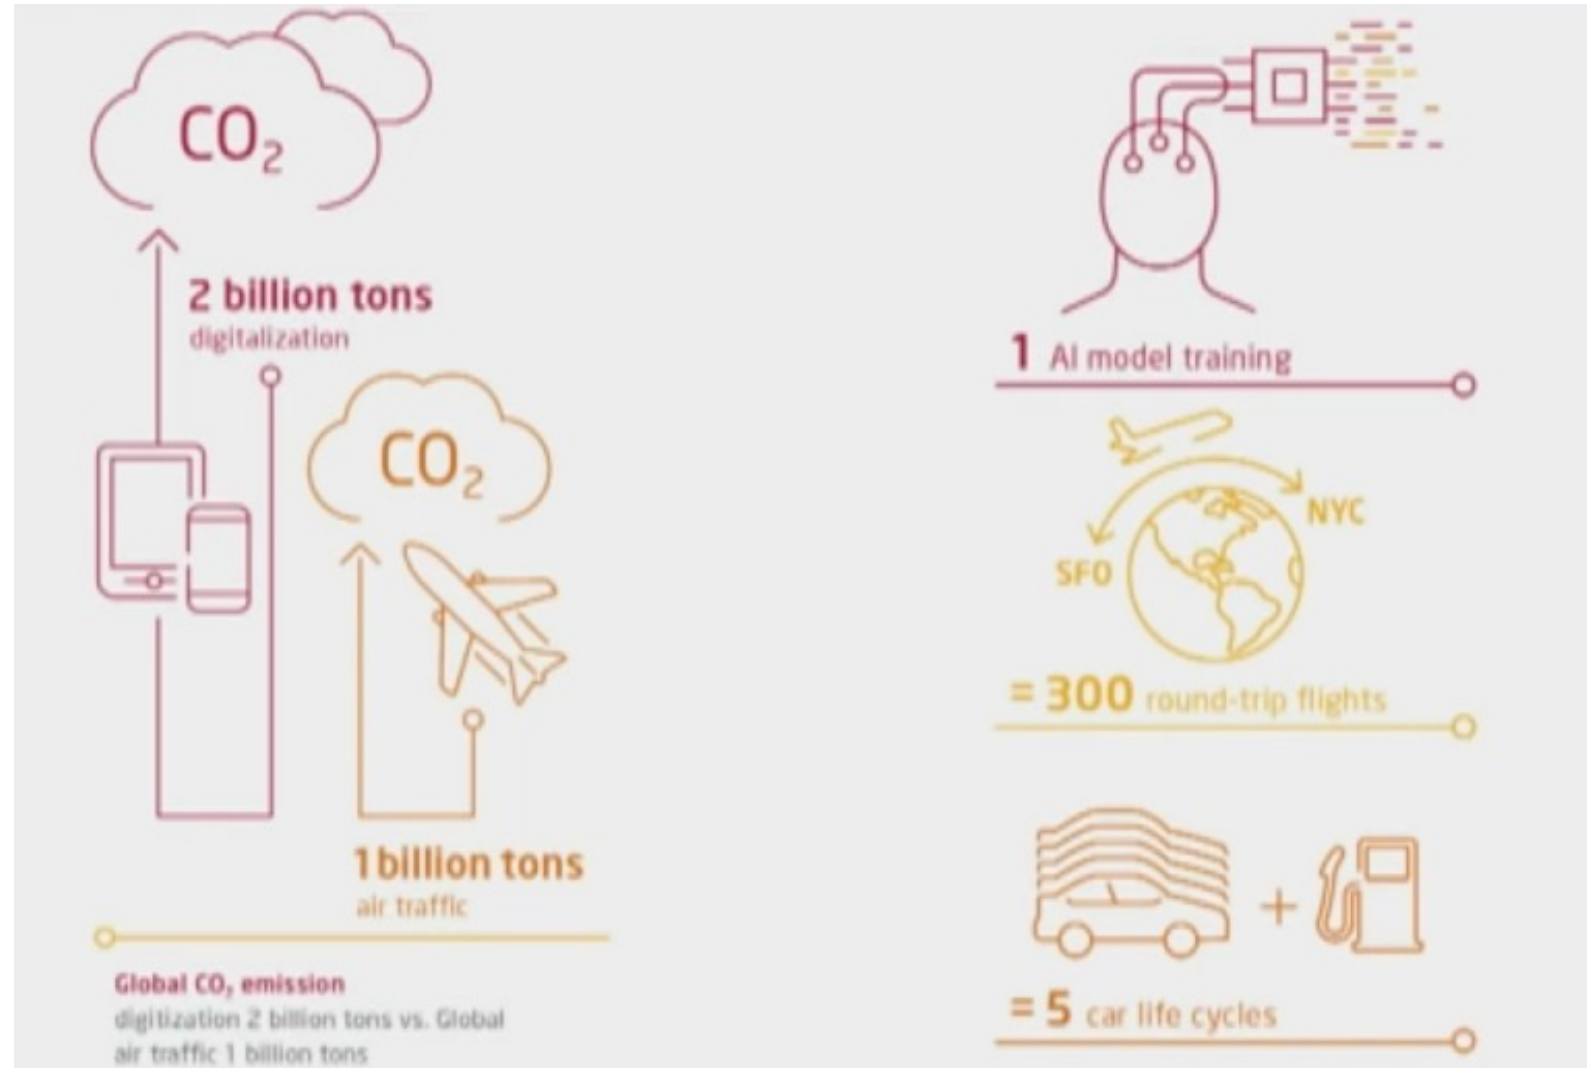 CO₂
2 billion tons
digitalization
CO₂
1 billion tons
air traffic
Global CO₂ emission
digitization 2 billion tons vs. Global
air traffic 1 billion tons
1 AI model training
NYC
SFO
= 300 round-trip flights
+
= 5 car life cycles